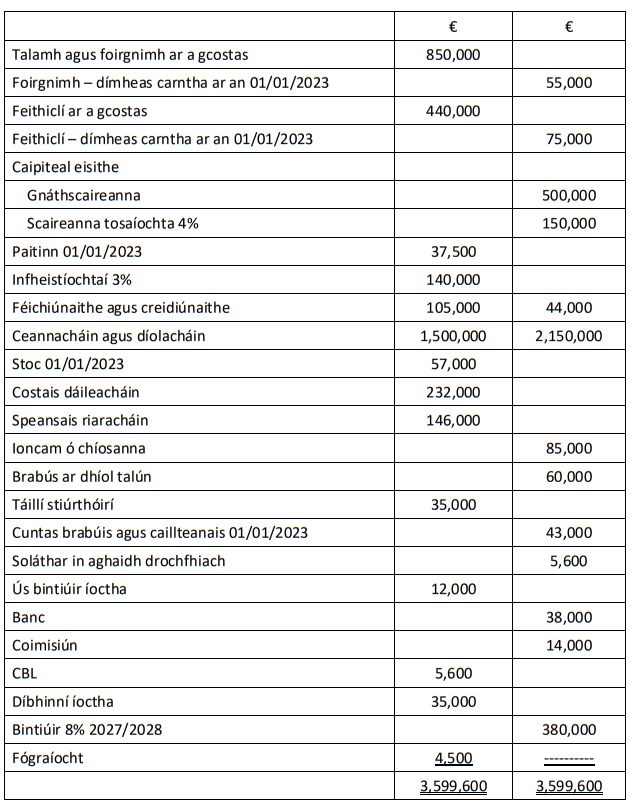 € €
Talamh agus foirgnimh ar a gcostas 850,000
Foirgnimh – dímheas carntha ar an 01/01/2023 55,000
Feithiclí ar a gcostas 440,000
Feithiclí – dímheas carntha ar an 01/01/2023 75,000
Caipiteal eisithe
Gnáthscaireanna 500,000
Scaireanna tosaíochta 4% 150,000
Paitinn 01/01/2023 37,500
Infheistíochtaí 3% 140,000
Féichiúnaithe agus creidiúnaithe 105,000 44,000
Ceannacháin agus díolacháin 1,500,000 2,150,000
Stoc 01/01/2023 57,000
Costais dáileacháin 232,000
Speansais riaracháin 146,000
Ioncam ó chíosanna 85,000
Brabús ar dhíol talún 60,000
Táillí stiúrthóirí 35,000
Cuntas brabúis agus caillteanais 01/01/2023 43,000
Soláthar in aghaidh drochfhiach 5,600
Ús bintiúir íoctha 12,000
Banc 38,000
Coimisiún 14,000
CBL 5,600
Díbhinní íoctha 35,000
Bintiúir 8% 2027/2028 380,000
Fógraíocht 4,500 ----------
3,599,600 3,599,600